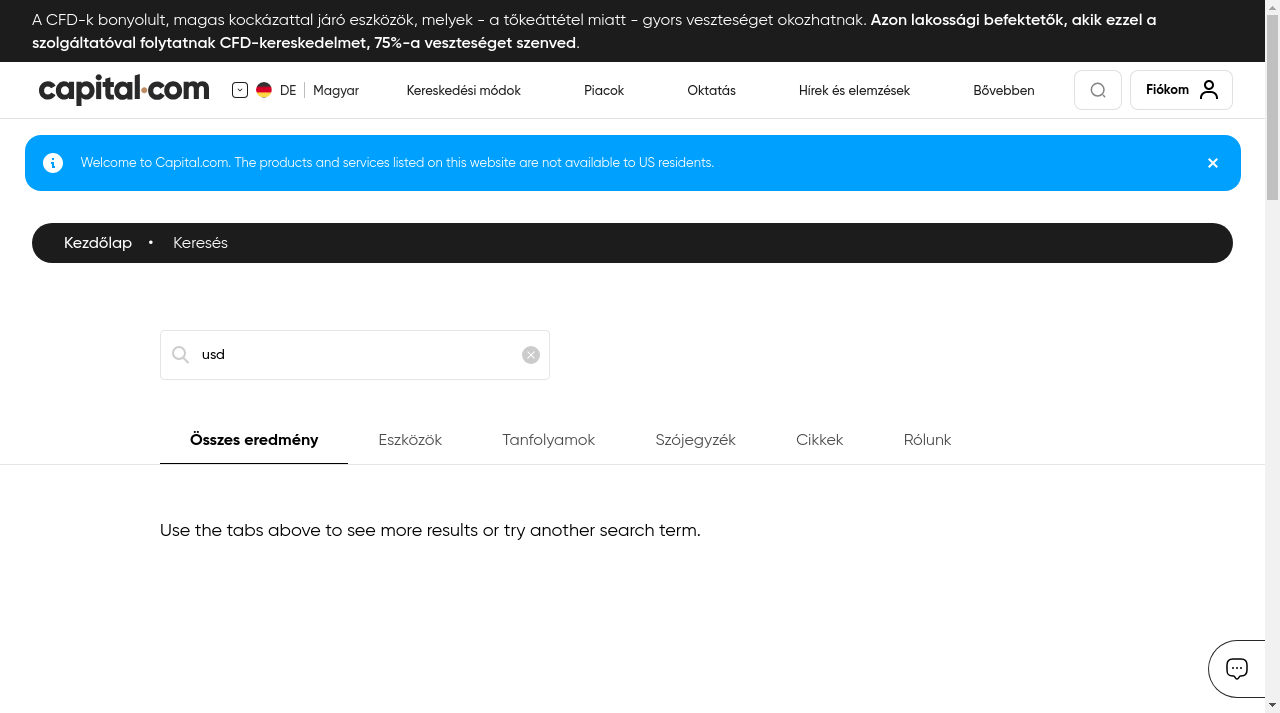 A CFD-k bonyolult, magas kockázattal járó eszközök, melyek - a tőkeáttétel miatt - gyors veszteséget okozhatnak. Azon lakossági befektetők, akik ezzel a
szolgáltatóval folytatnak CFD-kereskedelmet, 75%-a veszteséget szenved.
capital.com DE Magyar Kereskedési módok Piacok Oktatás Hírek és elemzések Bővebben Fiókom
Welcome to Capital.com. The products and services listed on this website are not available to US residents.
Kezdőlap • Keresés
usd
Összes eredmény Eszközök Tanfolyamok Szójegyzék Cikkek Rólunk
Use the tabs above to see more results or try another search term.